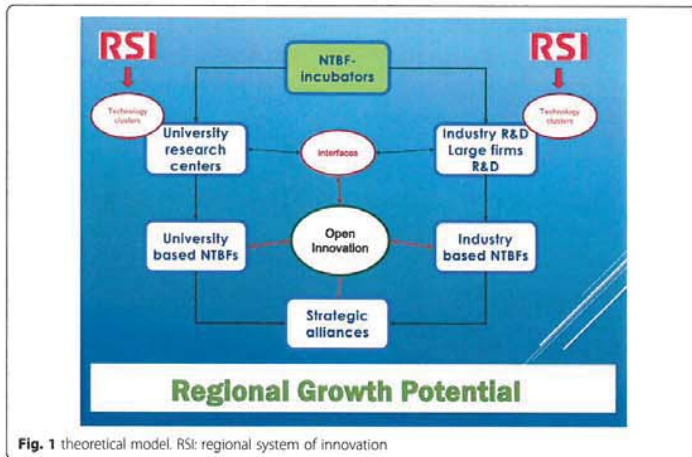 RSI
RSI
NTBF-
incubators
Technology
clusters
Technology
clusters
University
research
centers
Interfaces
Industry R&D
Large firms
R&D
University
based NTBFs
Open
Innovation
Industry
based NTBFs
Strategic
alliances
Regional Growth Potential
Fig. 1 theoretical model. RSI: regional system of innovation